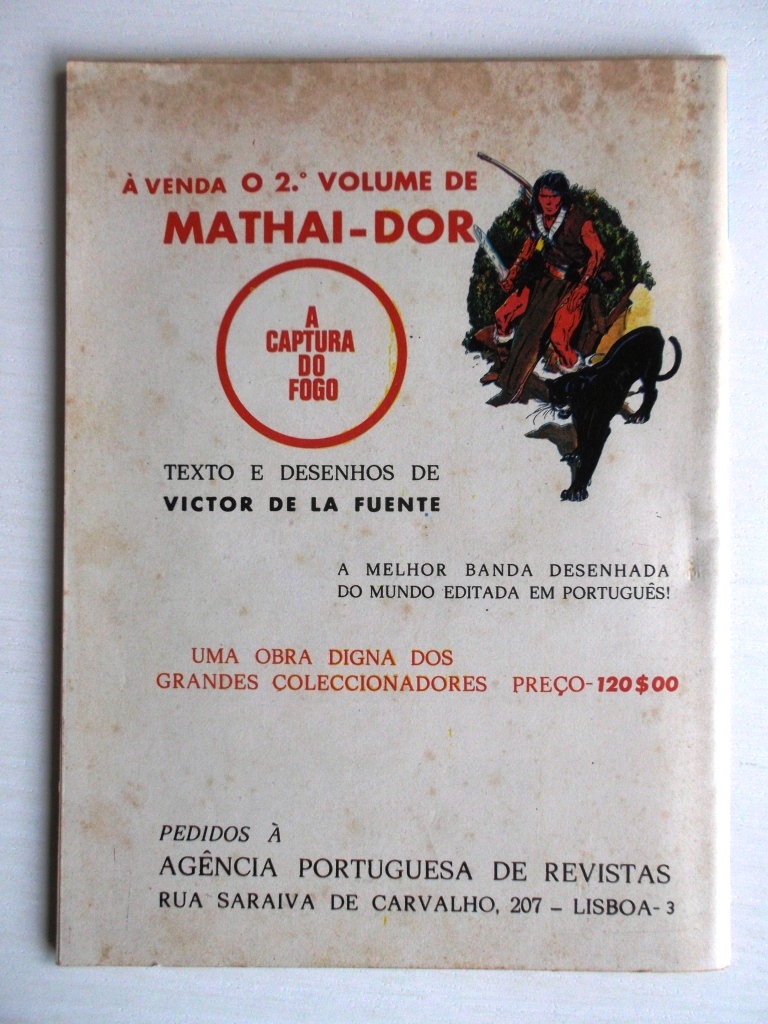 À VENDA O 2.º VOLUME DE
MATHAI-DOR
A
CAPTURA
DO
FOGO
TEXTO E DESENHOS DE
VICTOR DE LA FUENTE
A MELHOR BANDA DESENHADA
DO MUNDO EDITADA EM PORTUGUÊS!
UMA OBRA DIGNA DOS
GRANDES COLECCIONADORES PREÇO-120$00
PEDIDOS À
AGÊNCIA PORTUGUESA DE REVISTAS
RUA SARAIVA DE CARVALHO, 207 – LISBOA-3